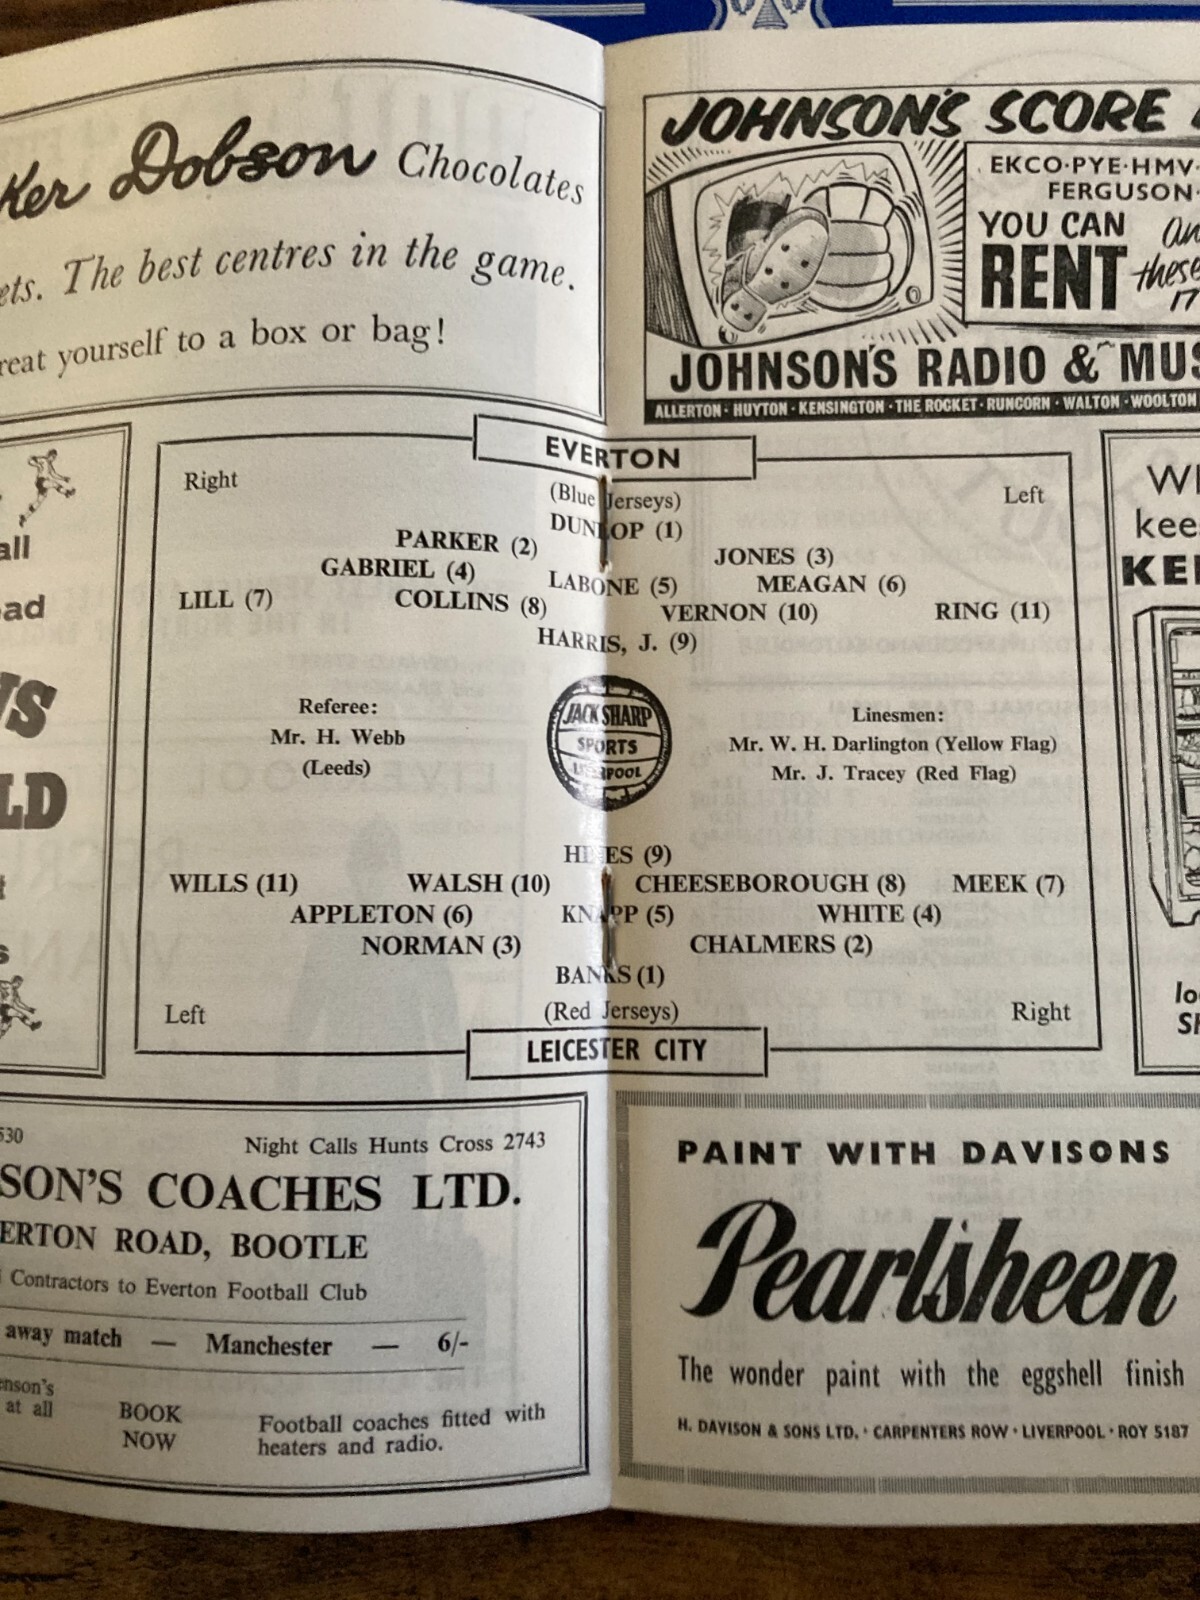 Dobson Chocolates
The best centres in the game.
yourself to a box or bag!
JOHNSON'S SCORE
EKCO·PYE·HMV·
FERGUSON·
YOU CAN
RENT
these
17
JOHNSON'S RADIO &
ALLERTON · HUYTON · KENSINGTON · THE ROCKET · RUNCORN · WALTON · WOOLTON
EVERTON
Right
(Blue Jerseys)
Left
DUNLOP (1)
PARKER (2)
JONES (3)
GABRIEL (4)
LABONE (5)
MEAGAN (6)
LILL (7)
COLLINS (8)
VERNON (10)
RING (11)
HARRIS, J. (9)
Referee:
Mr. H. Webb
(Leeds)
JACK SHARP
SPORTS
LIVERPOOL
Linesmen:
Mr. W. H. Darlington (Yellow Flag)
Mr. J. Tracey (Red Flag)
HINES (9)
WILLS (11)
WALSH (10)
CHEESEBOROUGH (8)
MEEK (7)
APPLETON (6)
KNAPP (5)
WHITE (4)
NORMAN (3)
CHALMERS (2)
BANKS (1)
Left
(Red Jerseys)
Right
LEICESTER CITY
530
Night Calls Hunts Cross 2743
SON'S COACHES LTD.
ERTON ROAD, BOOTLE
Contractors to Everton Football Club
away match — Manchester — 6/-
at all
BOOK
NOW
Football coaches fitted with
heaters and radio.
PAINT WITH DAVISONS
Pearlsheen
The wonder paint with the eggshell finish
H. DAVISON & SONS LTD. · CARPENTERS ROW · LIVERPOOL · ROY 5187